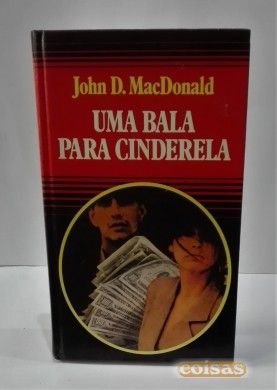 John D. MacDonald
UMA BALA
PARA CINDERELA
coisas